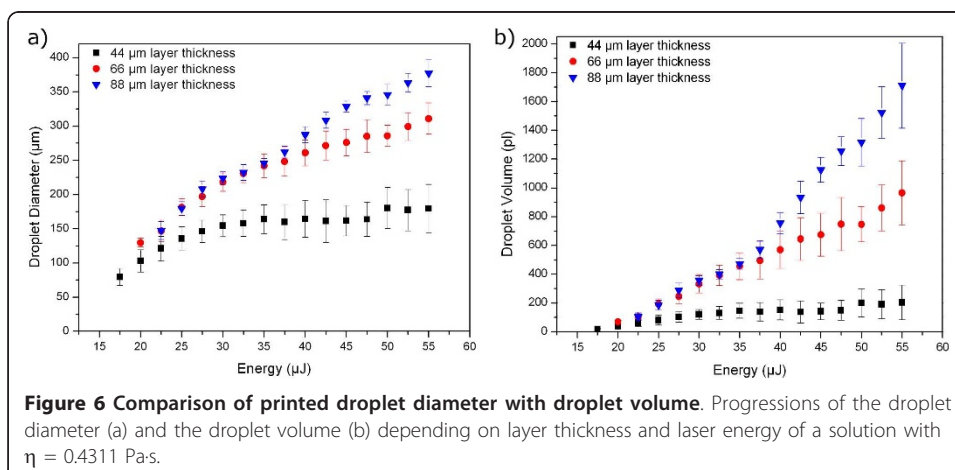 a)
44 µm layer thickness
66 µm layer thickness
88 µm layer thickness
Droplet Diameter (µm)
400
350
300
250
200
150
100
50
0
15 20 25 30 35 40 45 50 55 60
Energy (µJ)
b)
44 µm layer thickness
66 µm layer thickness
88 µm layer thickness
Droplet Volume (pl)
2000
1800
1600
1400
1200
1000
800
600
400
200
0
15 20 25 30 35 40 45 50 55 60
Energy (µJ)
Figure 6 Comparison of printed droplet diameter with droplet volume. Progressions of the droplet
diameter (a) and the droplet volume (b) depending on layer thickness and laser energy of a solution with
η = 0.4311 Pa·s.